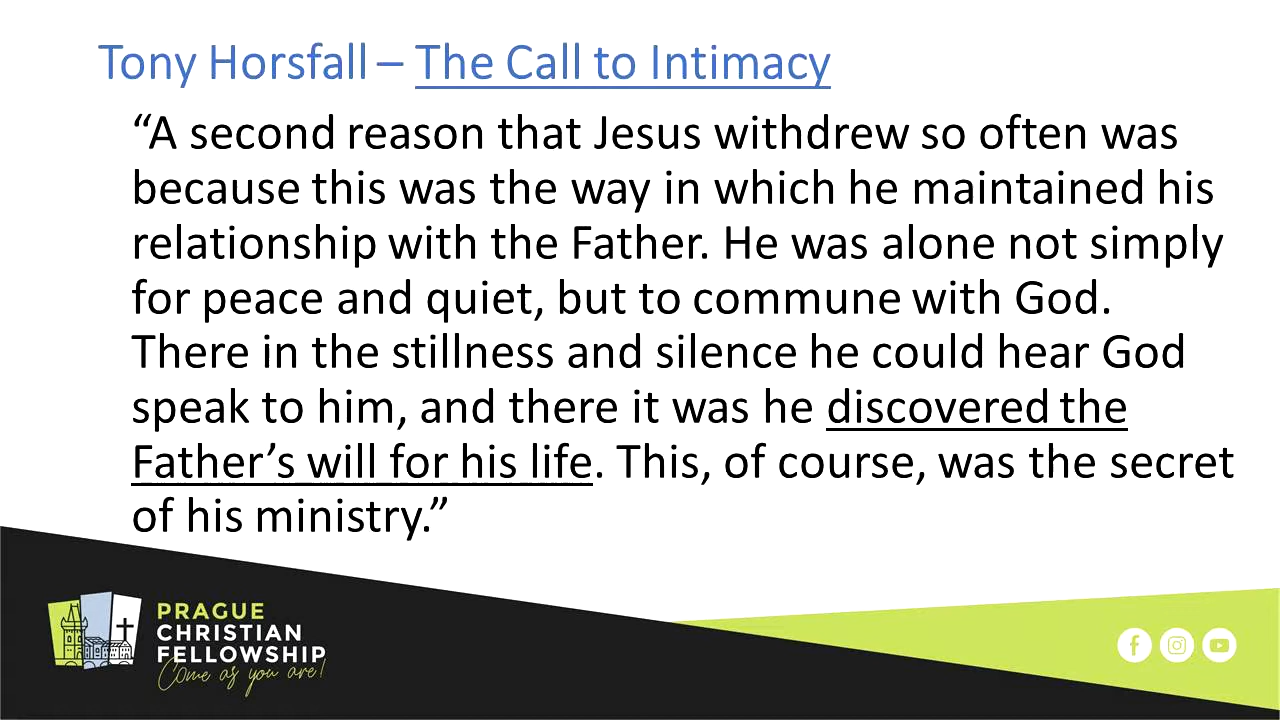 Tony Horsfall – The Call to Intimacy
“A second reason that Jesus withdrew so often was
because this was the way in which he maintained his
relationship with the Father. He was alone not simply
for peace and quiet, but to commune with God.
There in the stillness and silence he could hear God
speak to him, and there it was he discovered the
Father’s will for his life. This, of course, was the secret
of his ministry.”
PRAGUE
CHRISTIAN
FELLOWSHIP
Come as you are!